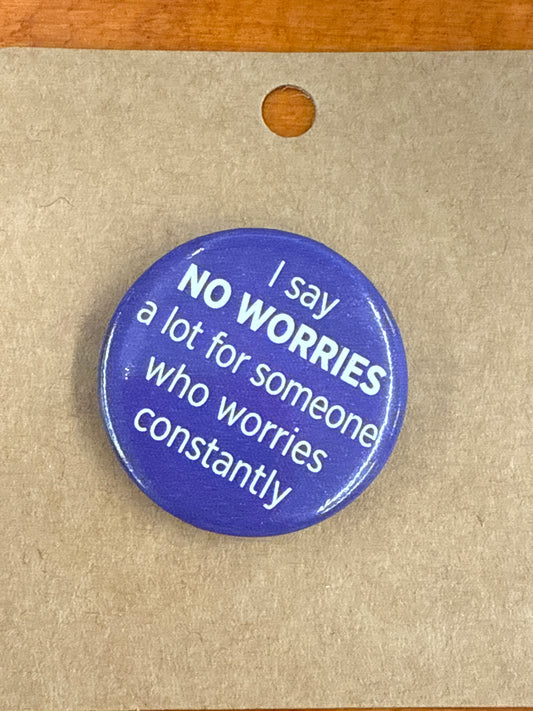 I say
NO WORRIES
a lot for someone
who worries
constantly